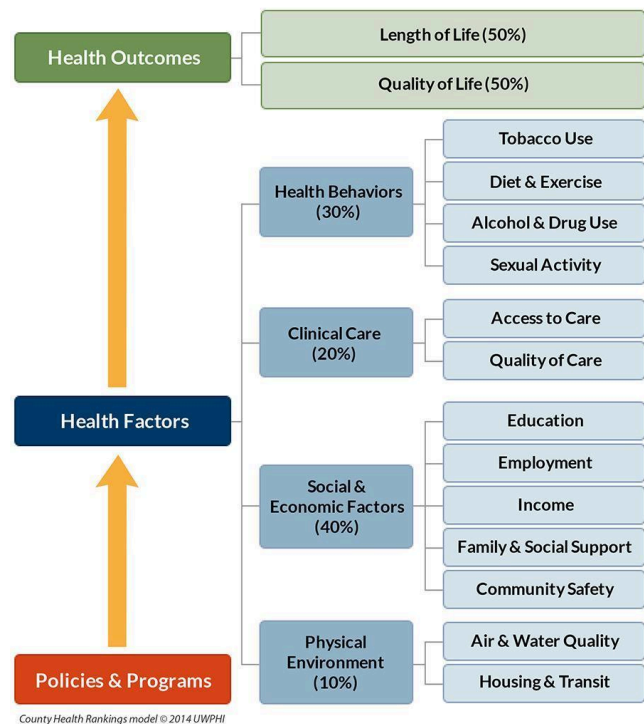 Health Outcomes
Length of Life (50%)
Quality of Life (50%)
Health Factors
Health Behaviors
(30%)
Tobacco Use
Diet & Exercise
Alcohol & Drug Use
Sexual Activity
Clinical Care
(20%)
Access to Care
Quality of Care
Social &
Economic Factors
(40%)
Education
Employment
Income
Family & Social Support
Community Safety
Physical
Environment
(10%)
Air & Water Quality
Housing & Transit
Policies & Programs
County Health Rankings model © 2014 UWPHI